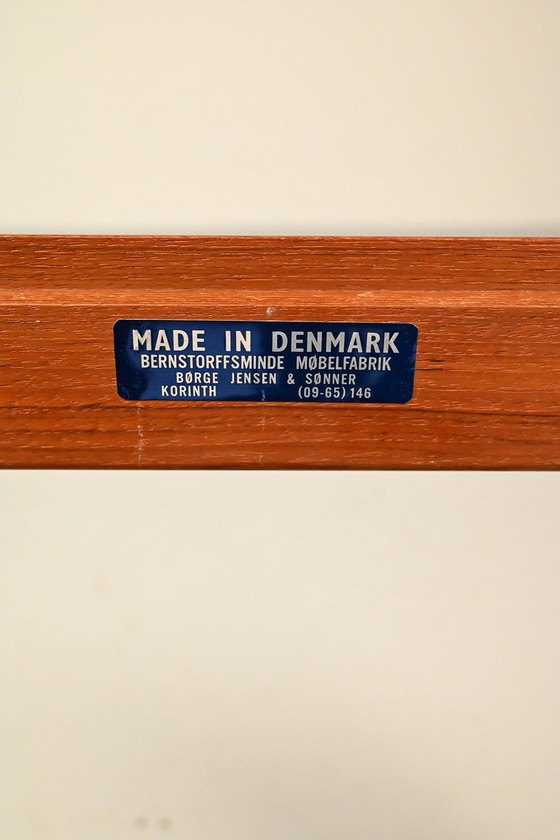 MADE IN DENMARK
BERNSTORFFSMINDE MØBELFABRIK
BØRGE JENSEN & SØNNER
KORINTH (09-65) 146